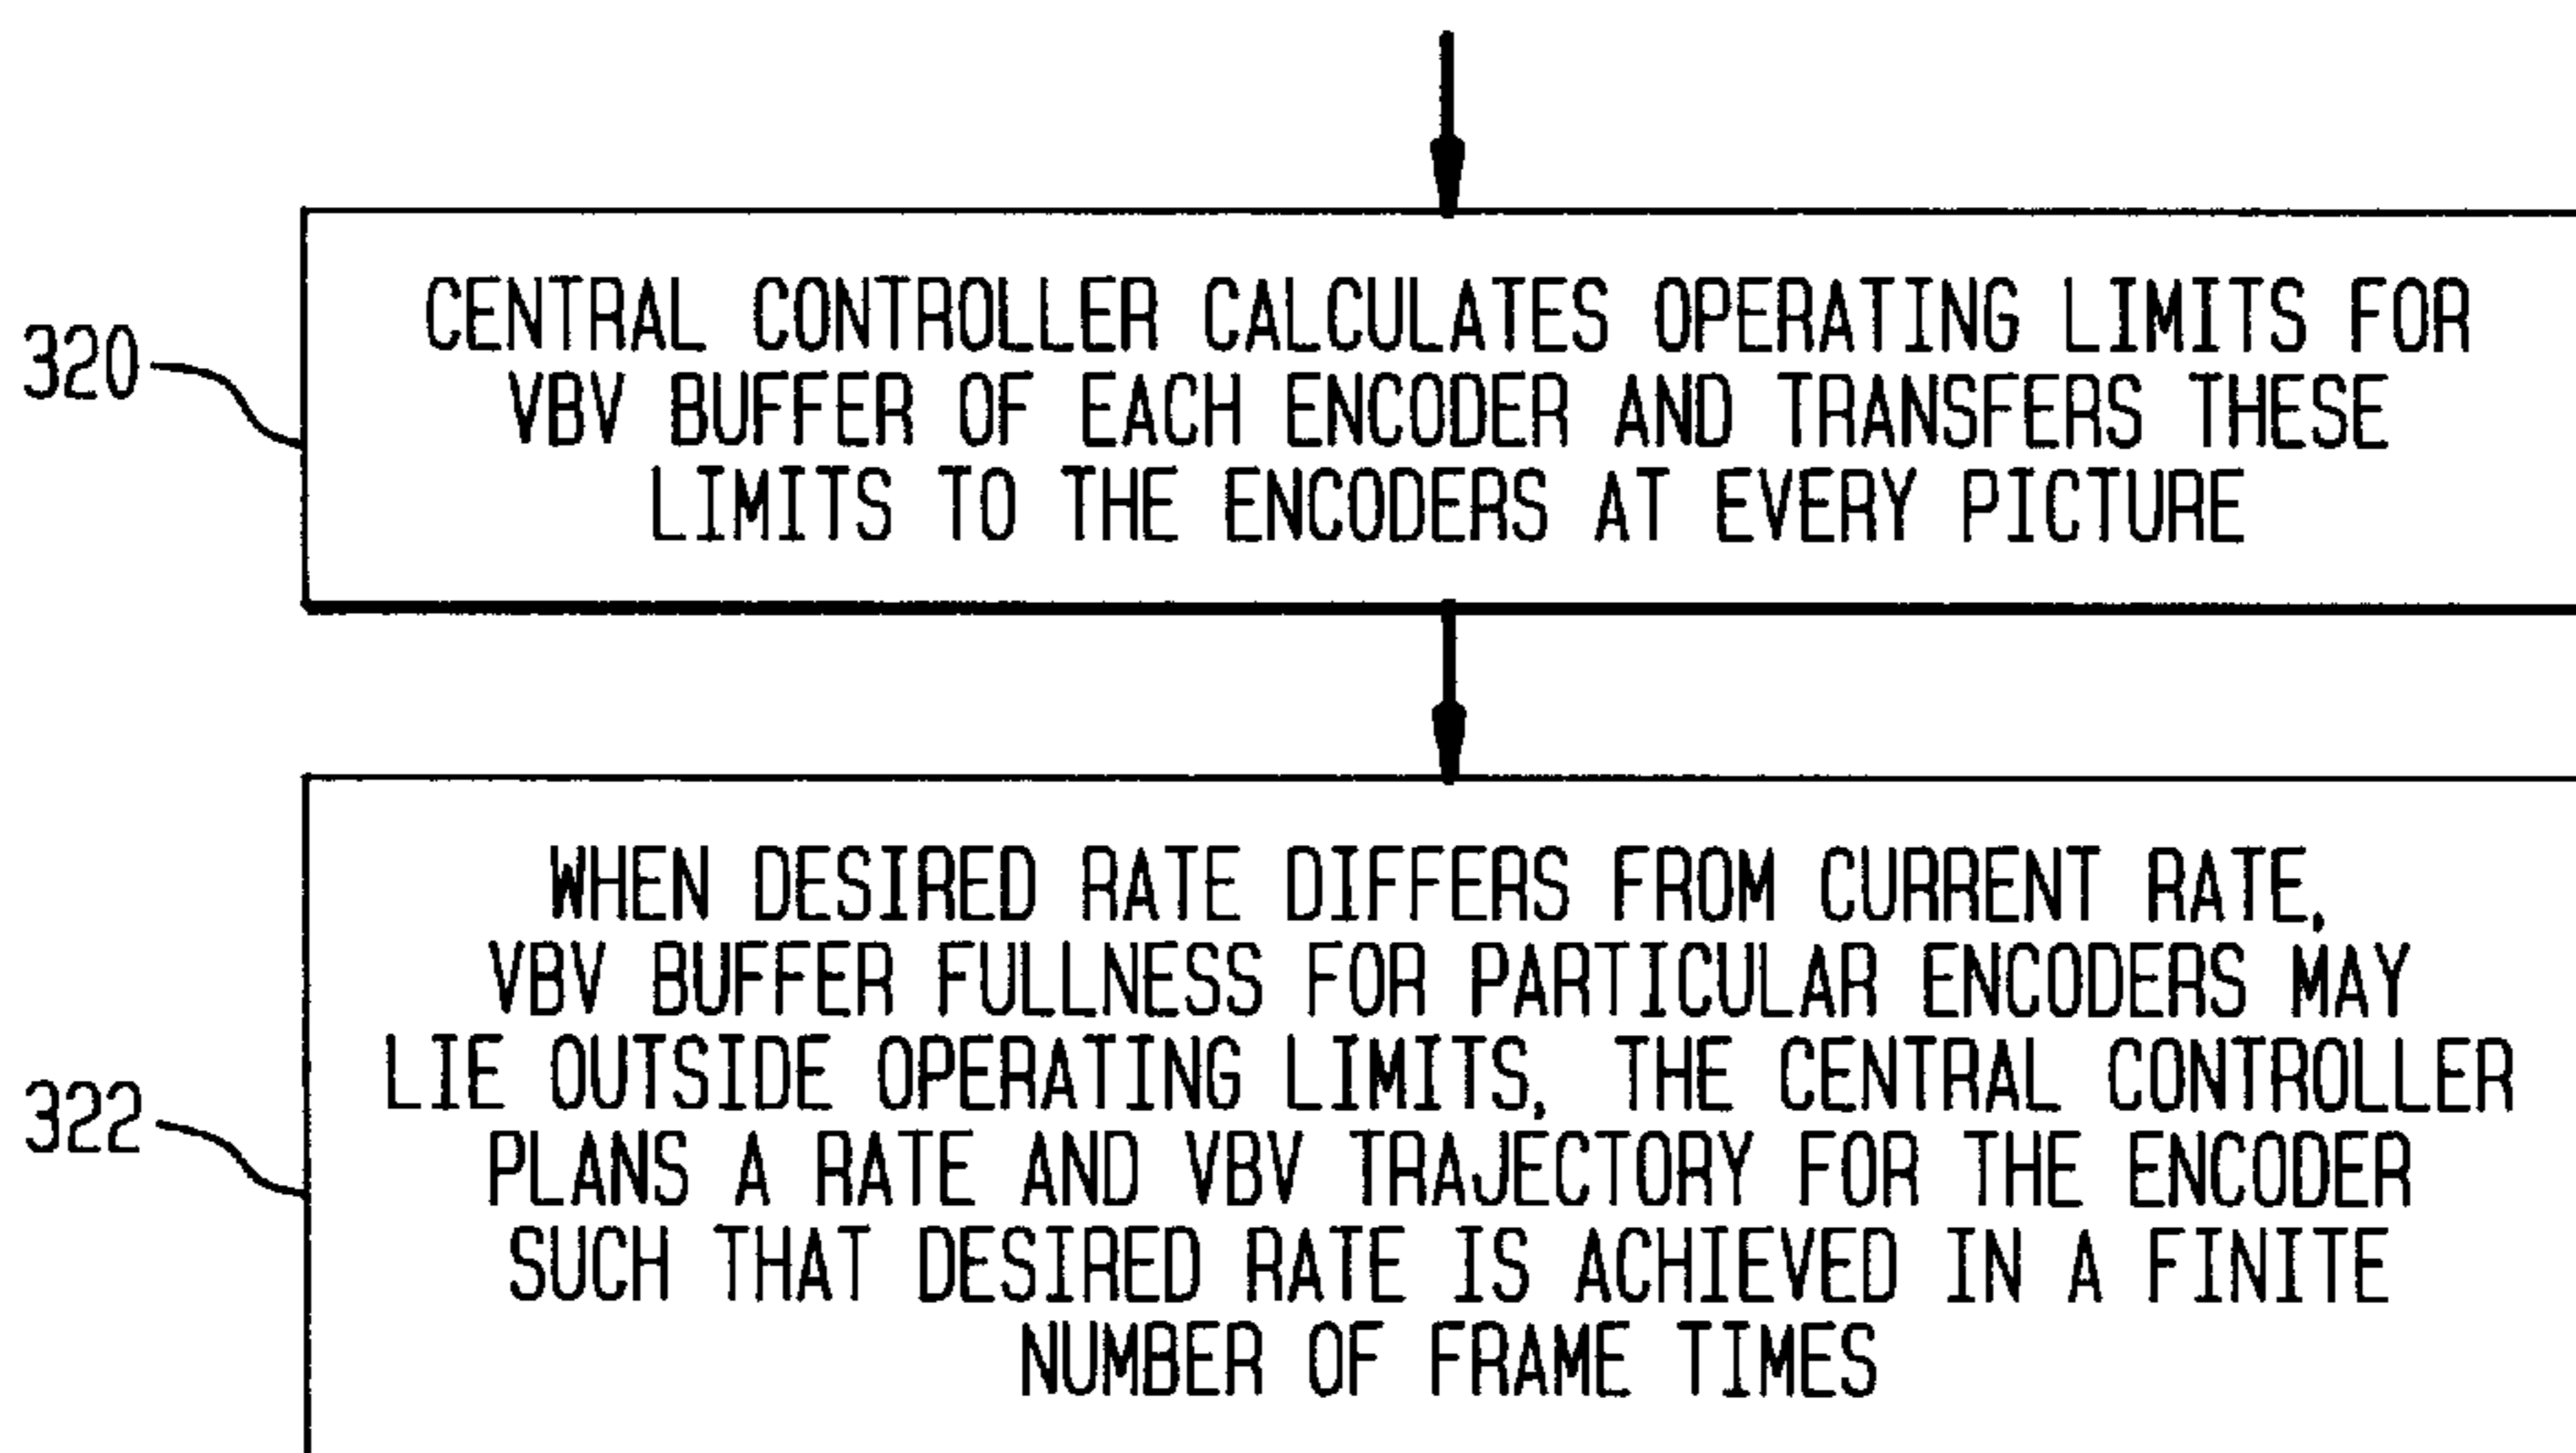 320
CENTRAL CONTROLLER CALCULATES OPERATING LIMITS FOR
VBV BUFFER OF EACH ENCODER AND TRANSFERS THESE
LIMITS TO THE ENCODERS AT EVERY PICTURE
322
WHEN DESIRED RATE DIFFERS FROM CURRENT RATE,
VBV BUFFER FULLNESS FOR PARTICULAR ENCODERS MAY
LIE OUTSIDE OPERATING LIMITS, THE CENTRAL CONTROLLER
PLANS A RATE AND VBV TRAJECTORY FOR THE ENCODER
SUCH THAT DESIRED RATE IS ACHIEVED IN A FINITE
NUMBER OF FRAME TIMES